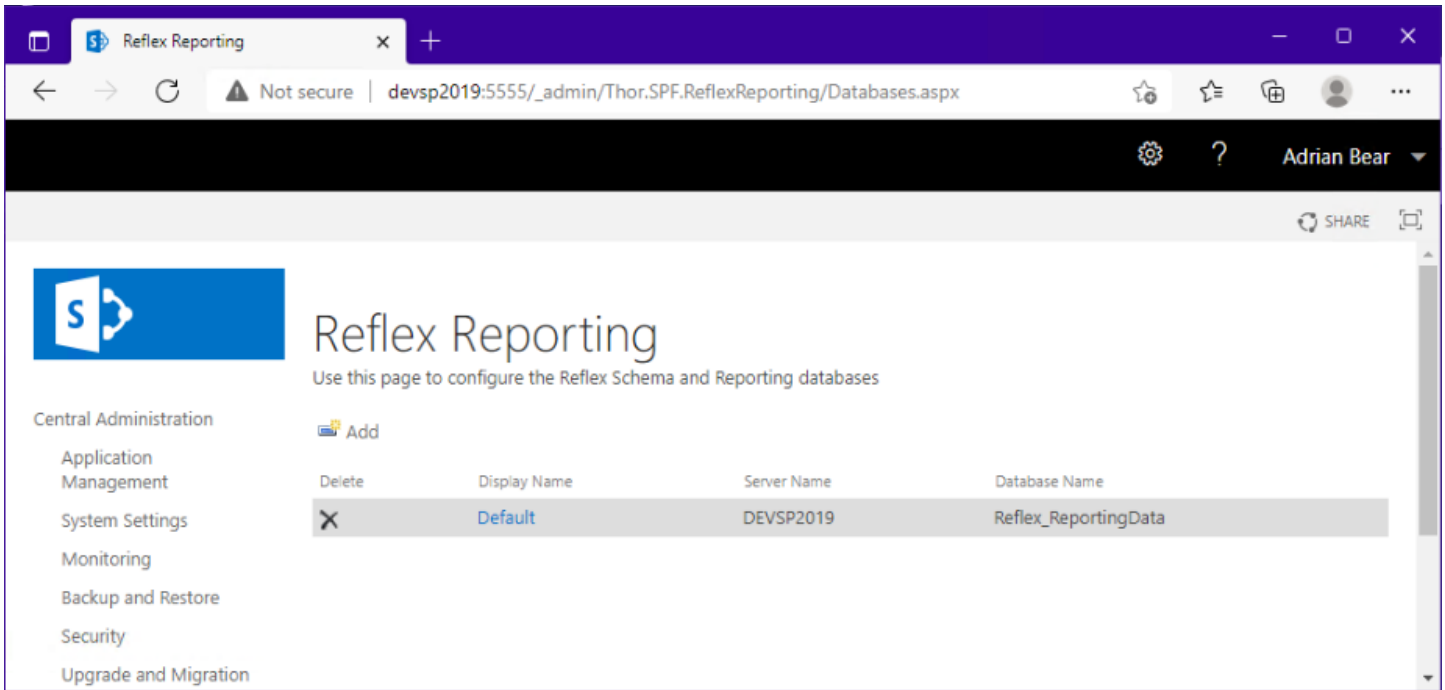 Reflex Reporting
Not secure | devsp2019:5555/_admin/Thor.SPF.ReflexReporting/Databases.aspx
? Adrian Bear
SHARE
S
Reflex Reporting
Use this page to configure the Reflex Schema and Reporting databases
Central Administration
Application
Management
System Settings
Monitoring
Backup and Restore
Security
Upgrade and Migration
Add
Delete Display Name Server Name Database Name
Default DEVSP2019 Reflex_ReportingData